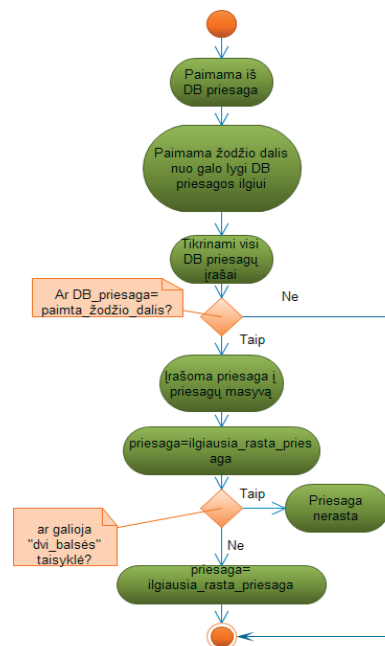 Paimama iš
DB priesaga
Paimama žodžio dalis
nuo galo lygi DB
priesagos ilgiui
Tikrinami visi
DB priesagų
įrašai
Ar DB_priesaga=
paimta_žodžio_dalis?
Ne
Taip
Įrašoma priesaga į
priesagų masyvą
priesaga=ilgiausia_rasta_pries
aga
ar galioja
"dvi_balsės"
taisyklė?
Taip
Priesaga
nerasta
Ne
priesaga=
ilgiausia_rasta_priesaga